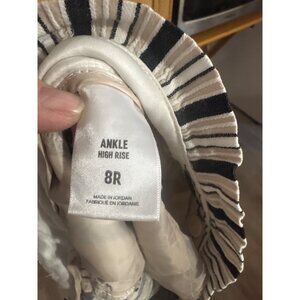 ANKLE
HIGH RISE
8R
MADE IN JORDAN
FABRIQUÉ EN JORDANIE